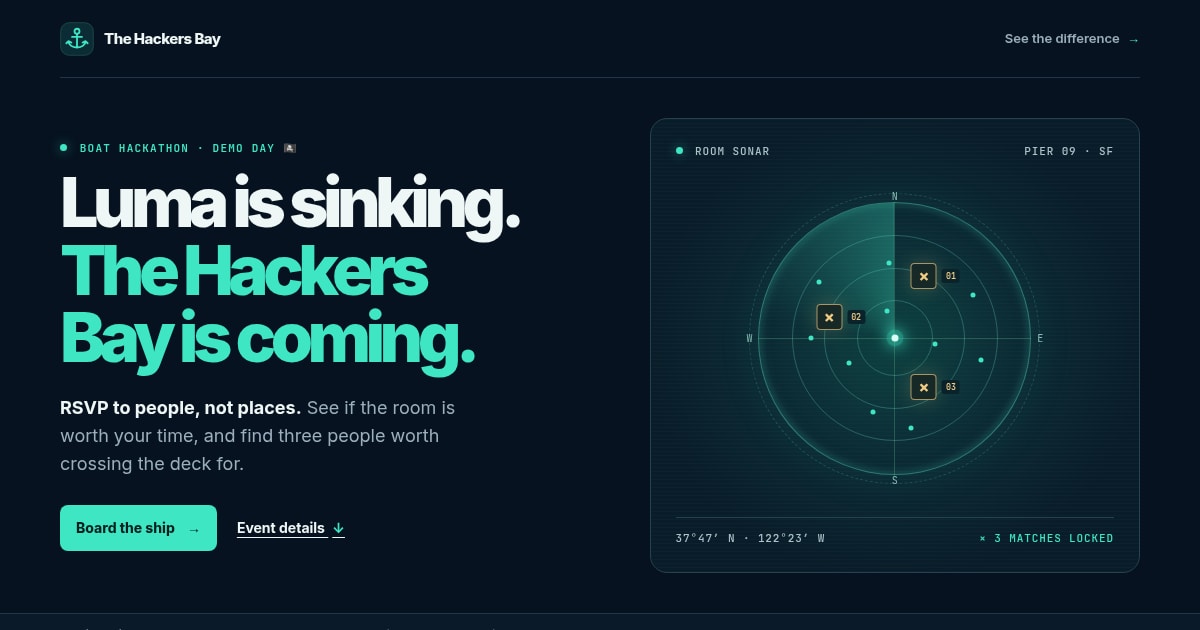 The Hackers Bay
See the difference →
BOAT HACKATHON · DEMO DAY 🏴‍☠️
Luma is sinking.
The Hackers
Bay is coming.
RSVP to people, not places. See if the room is
worth your time, and find three people worth
crossing the deck for.
Board the ship →
Event details ↓
ROOM SONAR
PIER 09 · SF
N
01
02
W
E
03
S
37°47′ N · 122°23′ W
× 3 MATCHES LOCKED